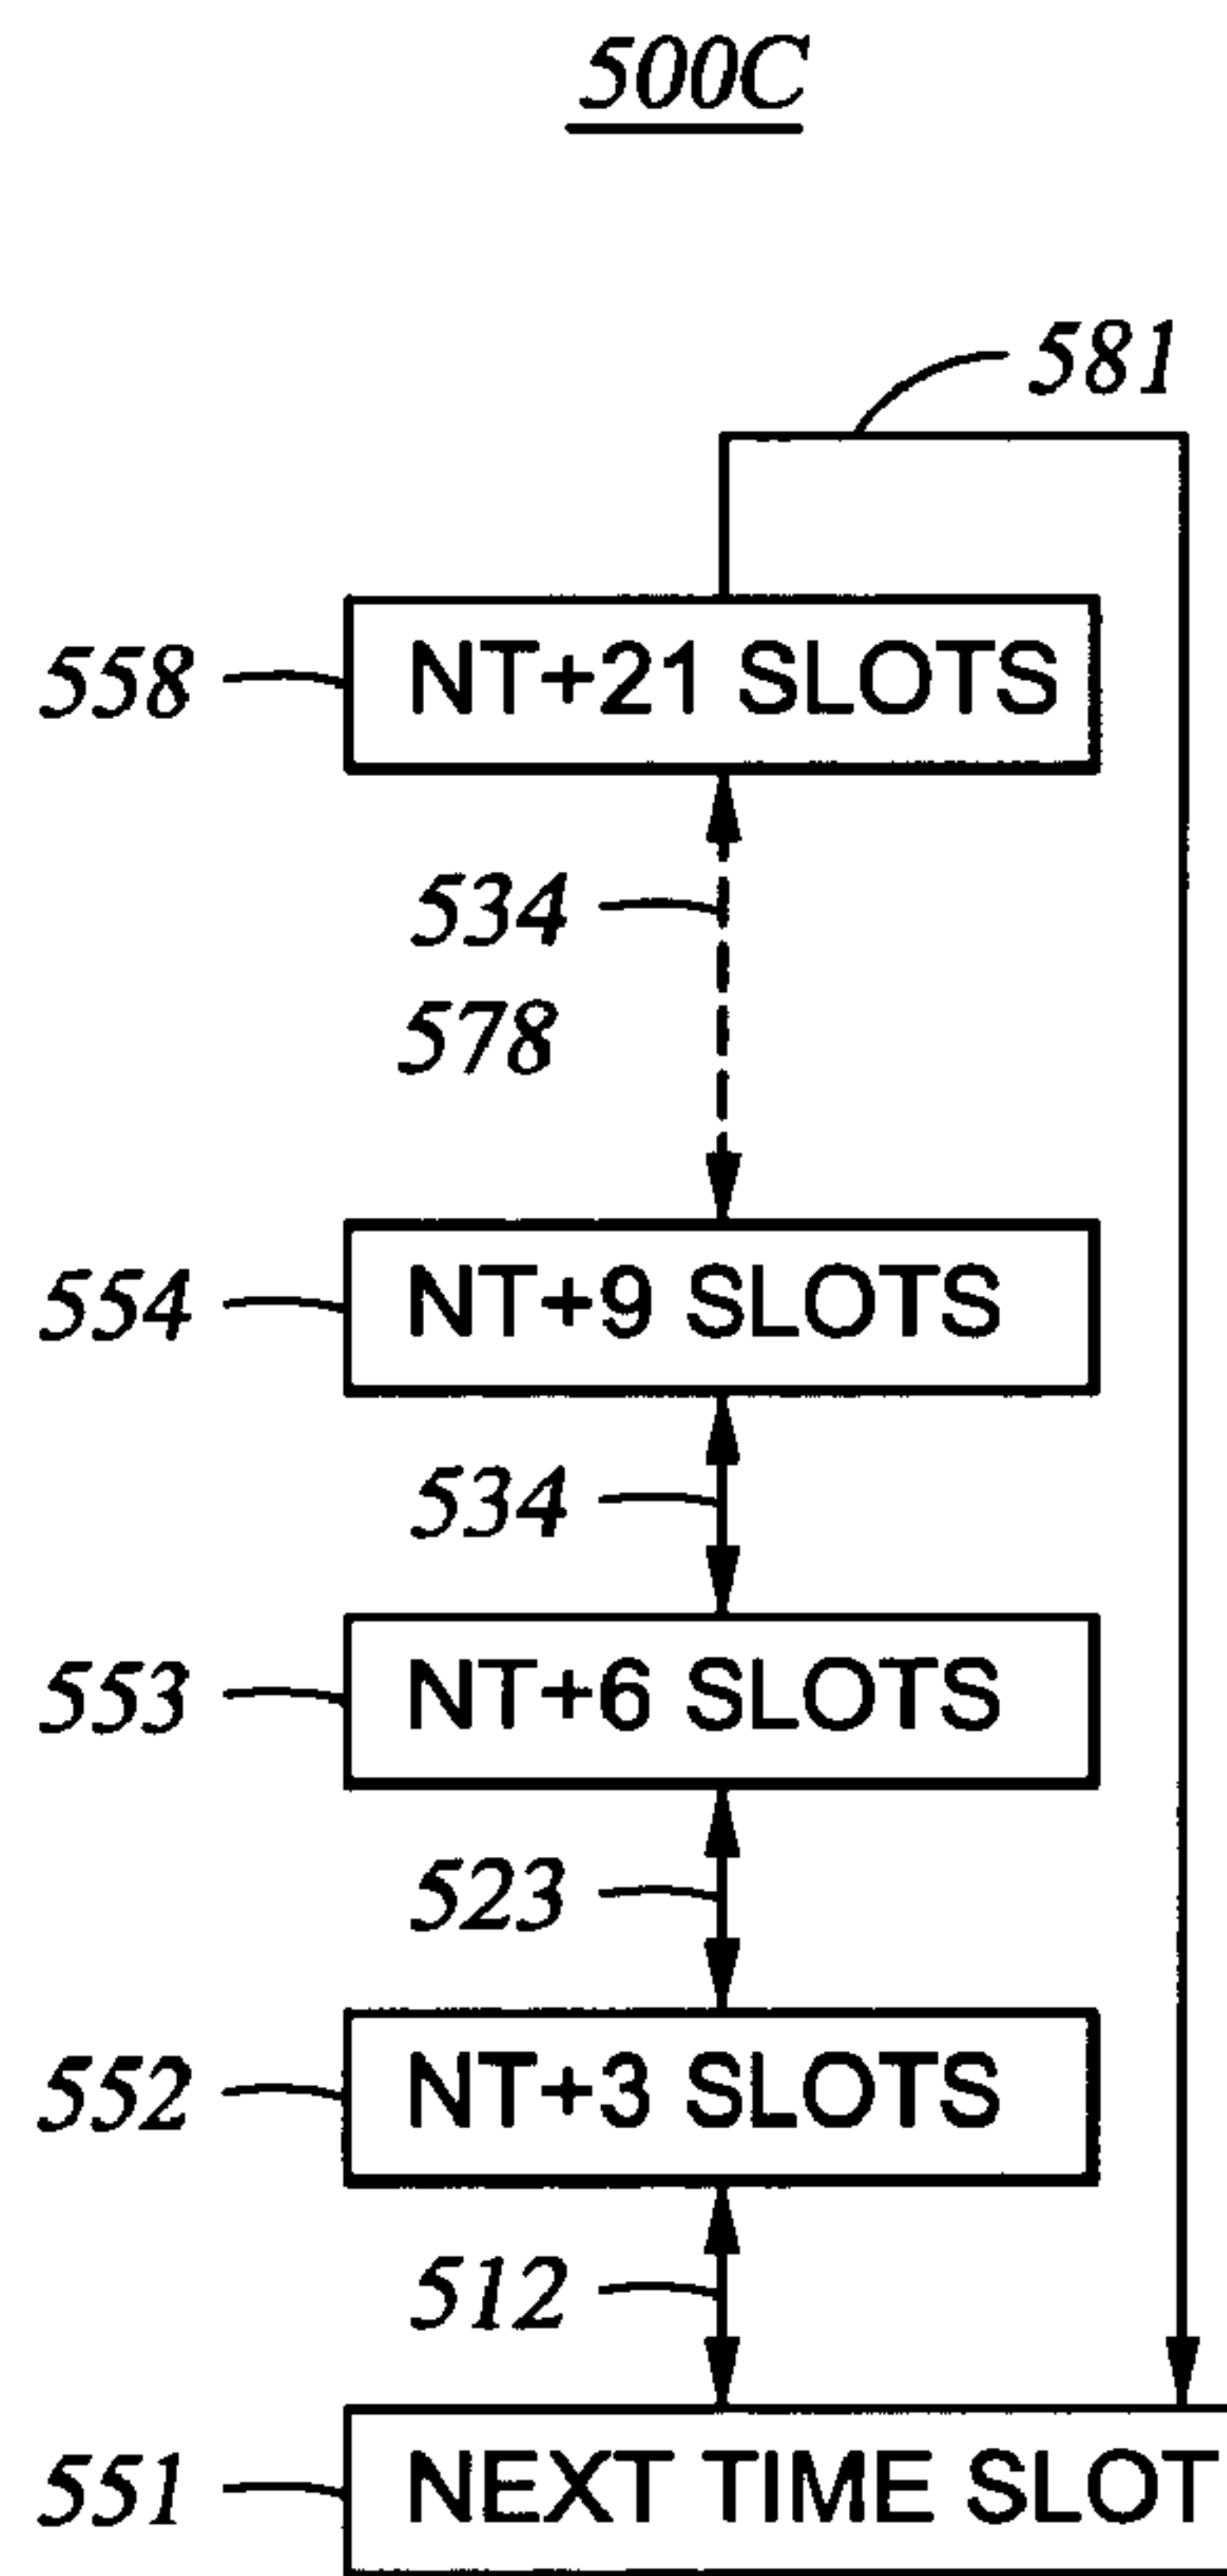 500C
581
558 NT+21 SLOTS
534
578
554 NT+9 SLOTS
534
553 NT+6 SLOTS
523
552 NT+3 SLOTS
512
551 NEXT TIME SLOT